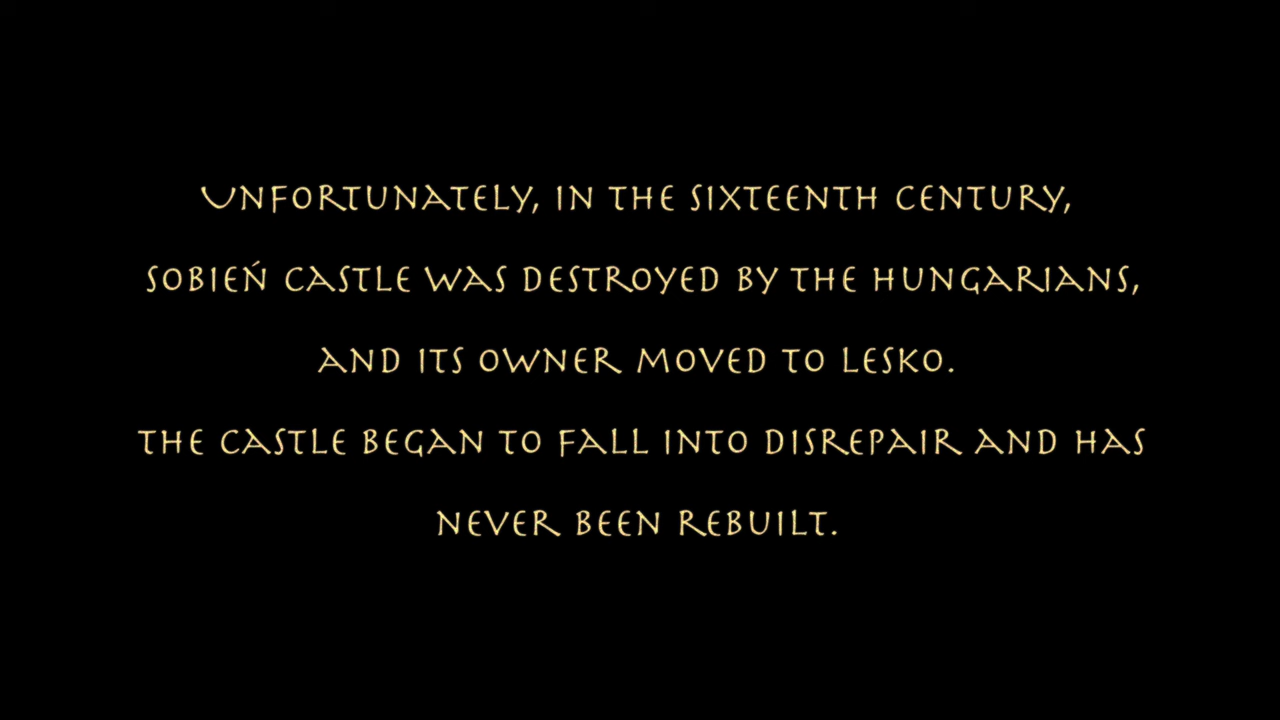 Unfortunately, in the sixteenth century,
Sobień Castle was destroyed by the Hungarians,
and its owner moved to Lesko.
The castle began to fall into disrepair and has
never been rebuilt.